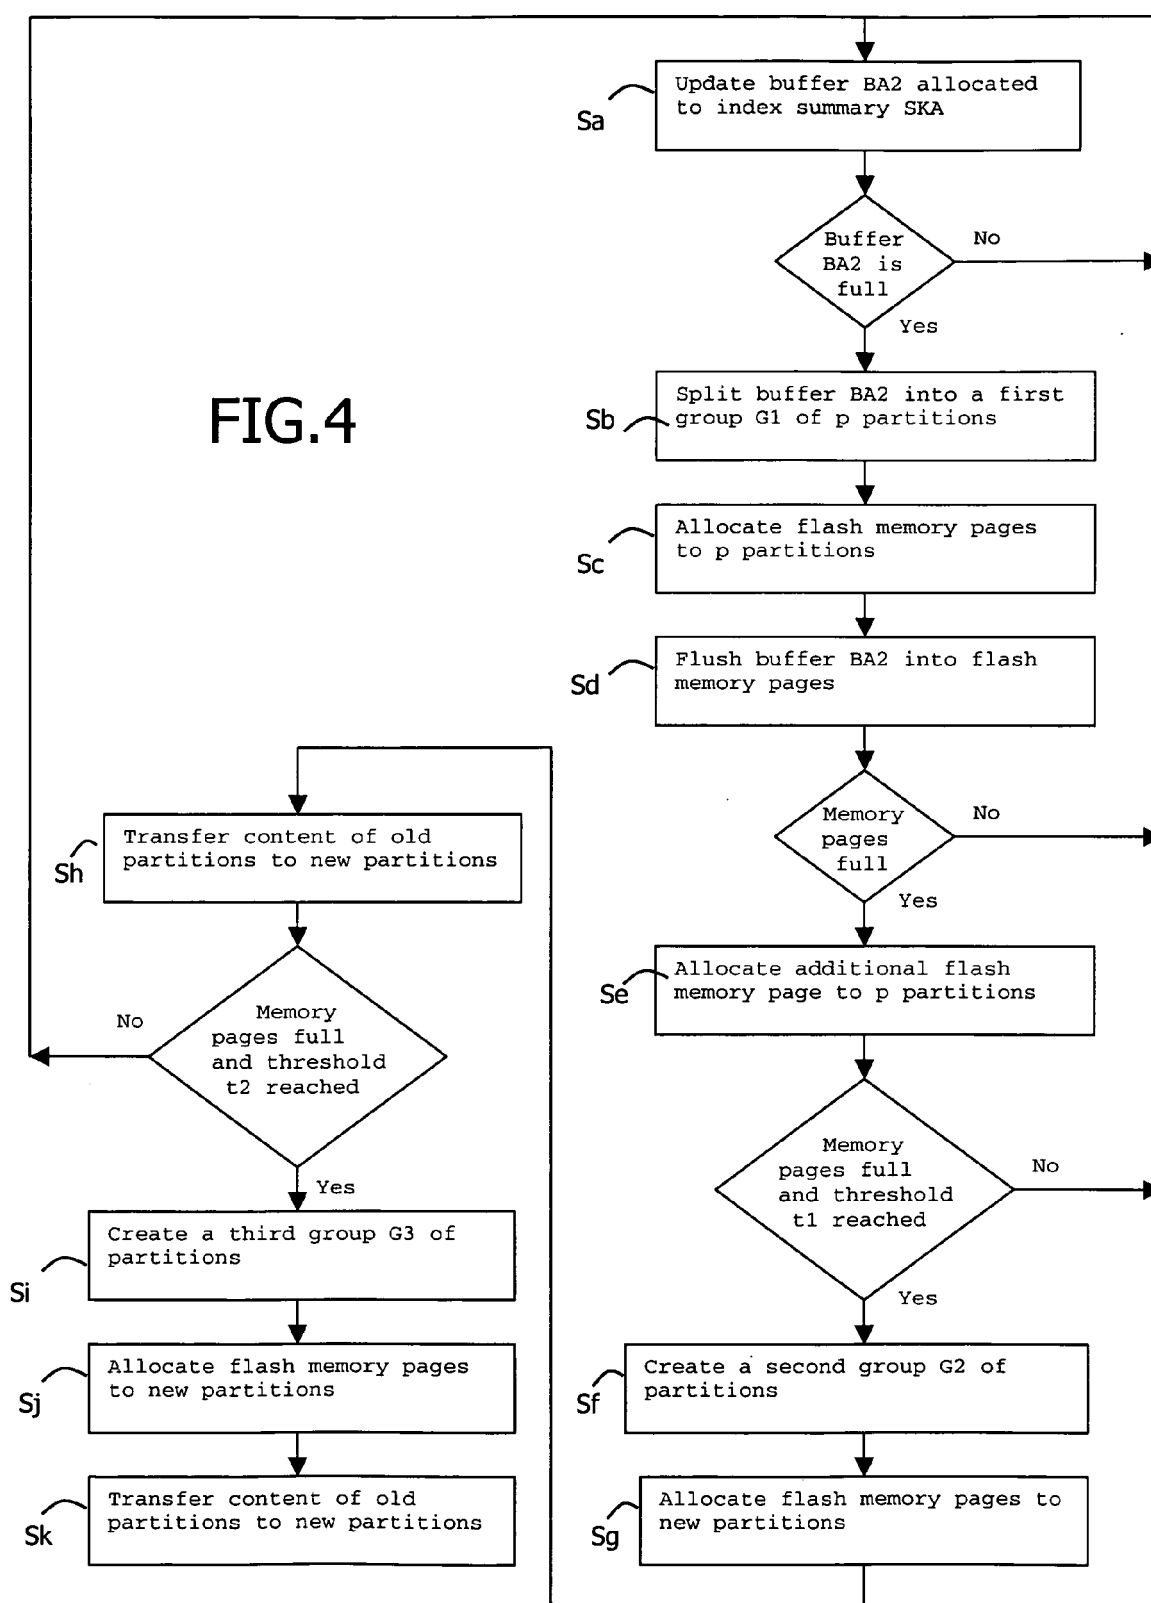 Update buffer BA2 allocated
to index summary SKA
Sa
Buffer
BA2 is
full
No
Yes
FIG.4
Split buffer BA2 into a first
group G1 of p partitions
Sb
Allocate flash memory pages
to p partitions
Sc
Flush buffer BA2 into flash
memory pages
Sd
Memory
pages
full
No
Yes
Allocate additional flash
memory page to p partitions
Se
Memory
pages full
and threshold
t1 reached
No
Yes
Create a second group G2 of
partitions
Sf
Allocate flash memory pages to
new partitions
Sg
Transfer content of old
partitions to new partitions
Sh
Memory
pages full
and threshold
t2 reached
No
Yes
Create a third group G3 of
partitions
Si
Allocate flash memory pages
to new partitions
Sj
Transfer content of old
partitions to new partitions
Sk